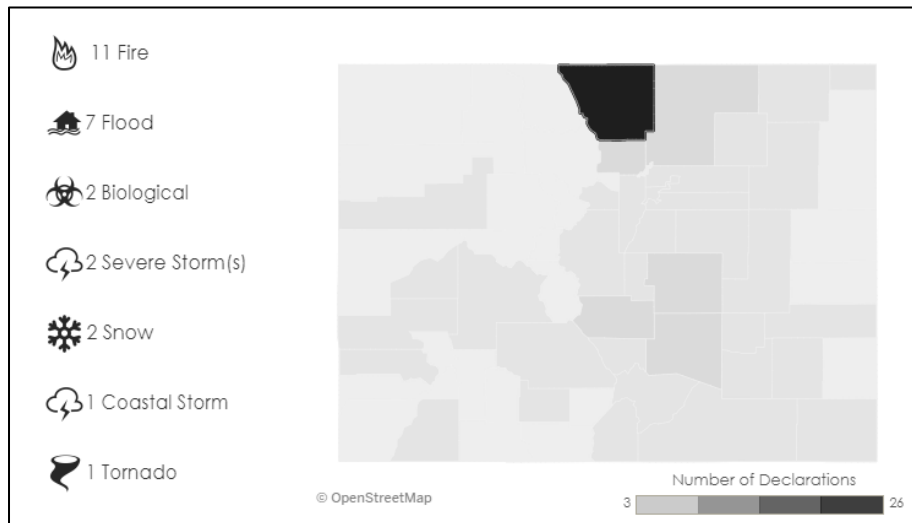 11 Fire
7 Flood
2 Biological
2 Severe Storm(s)
2 Snow
1 Coastal Storm
1 Tornado
© OpenStreetMap
Number of Declarations
3 26